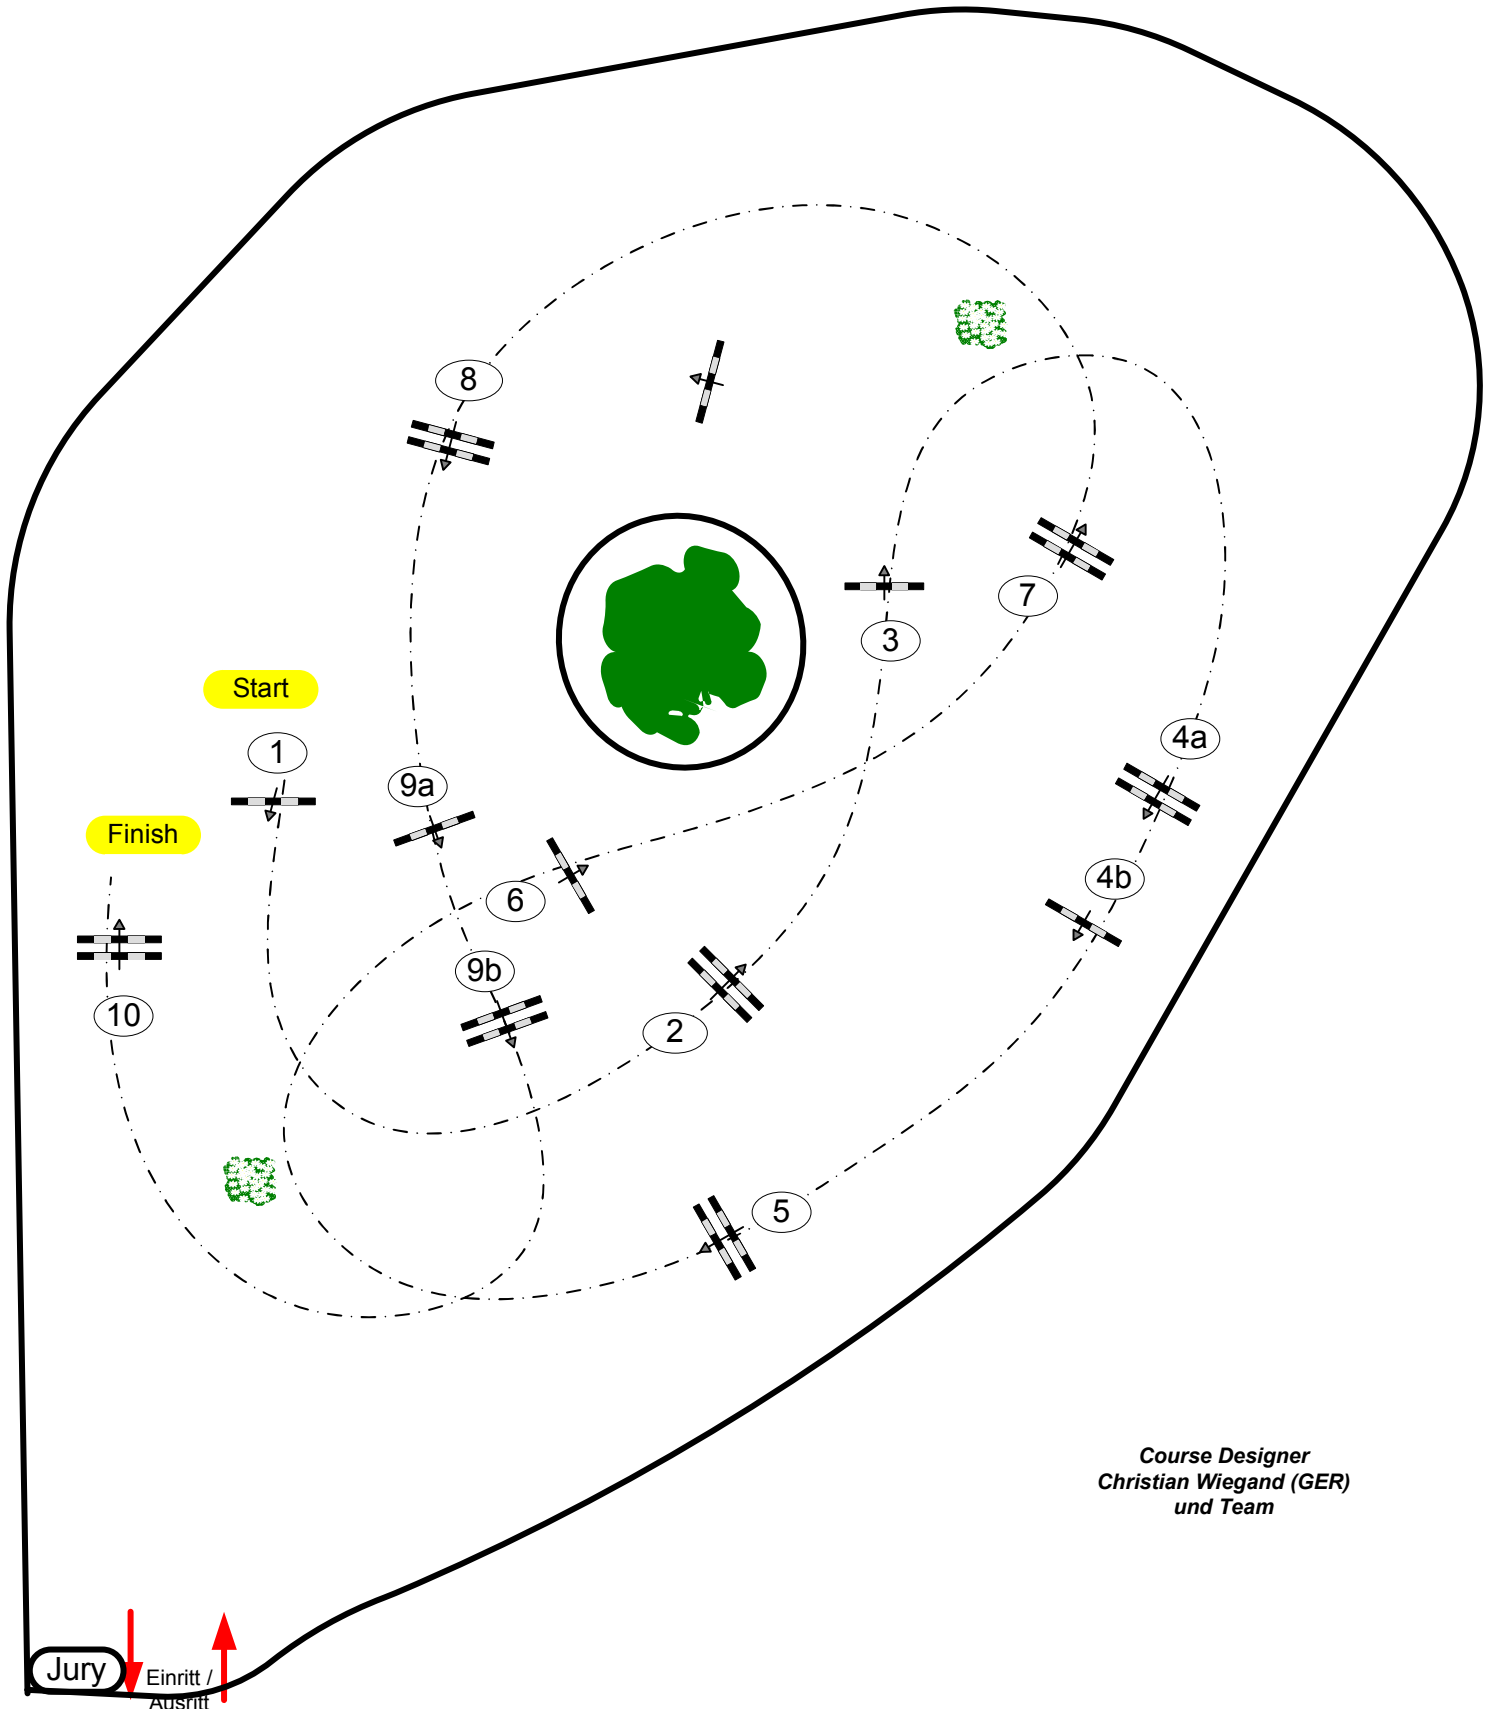 8
7
3
Start
4a
1
9a
Finish
4b
6
9b
10
2
5
Course Designer
Christian Wiegand (GER)
und Team
Jury
Einritt /
Ausritt